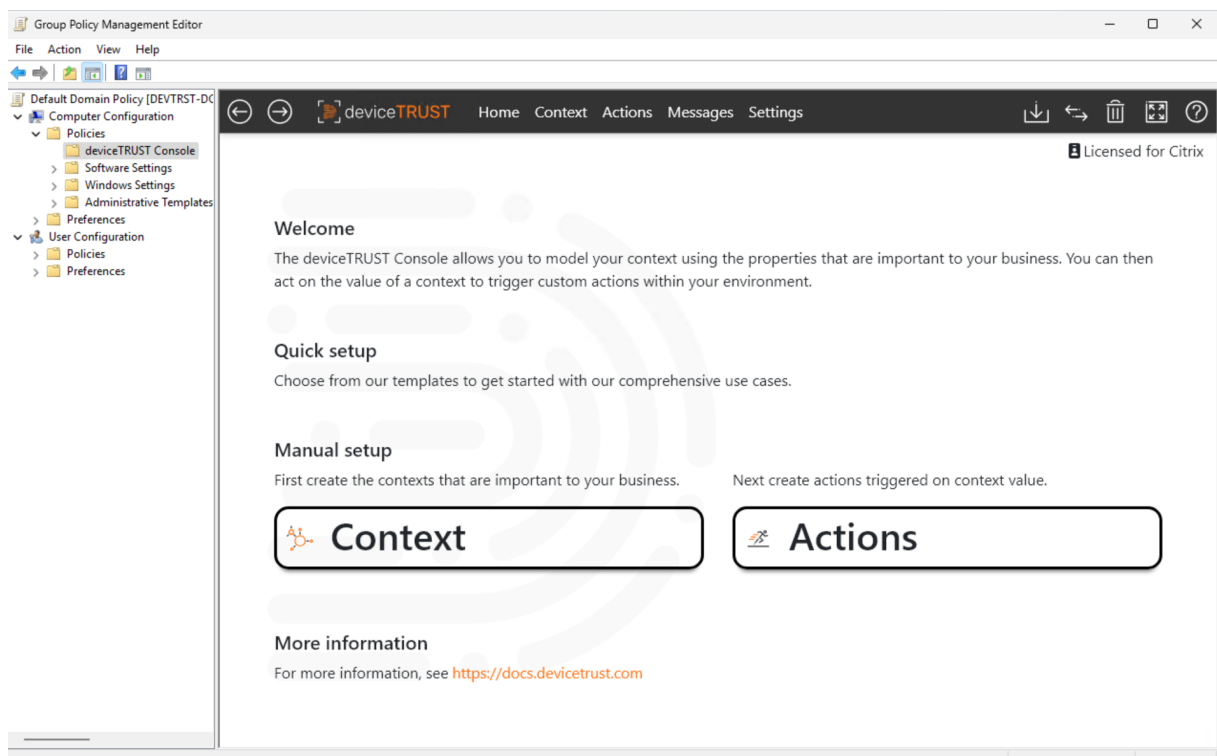 Group Policy Management Editor
File Action View Help
Default Domain Policy [DEVTRST-DC
Computer Configuration
Policies
deviceTRUST Console
Software Settings
Windows Settings
Administrative Templates
Preferences
User Configuration
Policies
Preferences
deviceTRUST Home Context Actions Messages Settings
Licensed for Citrix
Welcome
The deviceTRUST Console allows you to model your context using the properties that are important to your business. You can then
act on the value of a context to trigger custom actions within your environment.
Quick setup
Choose from our templates to get started with our comprehensive use cases.
Manual setup
First create the contexts that are important to your business.
Next create actions triggered on context value.
Context
Actions
More information
For more information, see https://docs.devicetrust.com